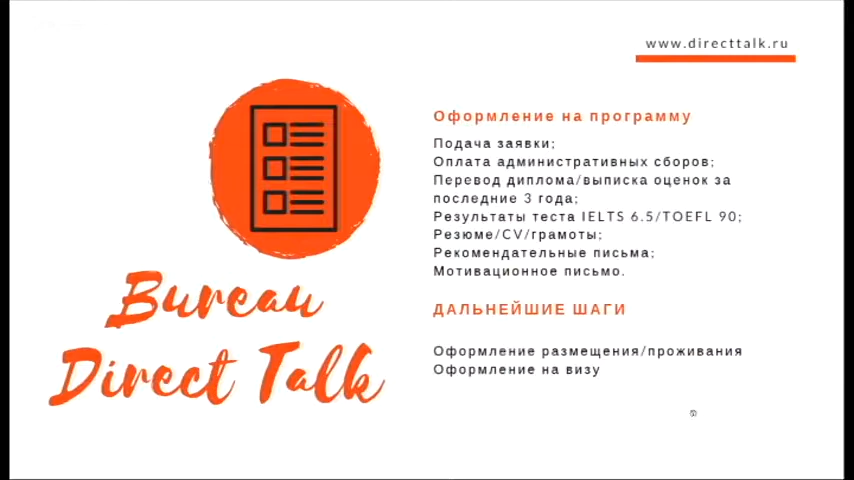 www.directtalk.ru
Оформление на программу
Подача заявки;
Оплата административных сборов;
Перевод диплома/выписка оценок за
последние 3 года;
Результаты теста IELTS 6.5/TOEFL 90;
Резюме/CV/грамоты;
Рекомендательные письма;
Мотивационное письмо.
Bureau
Direct Talk
ДАЛЬНЕЙШИЕ ШАГИ
Оформление размещения/проживания
Оформление на визу